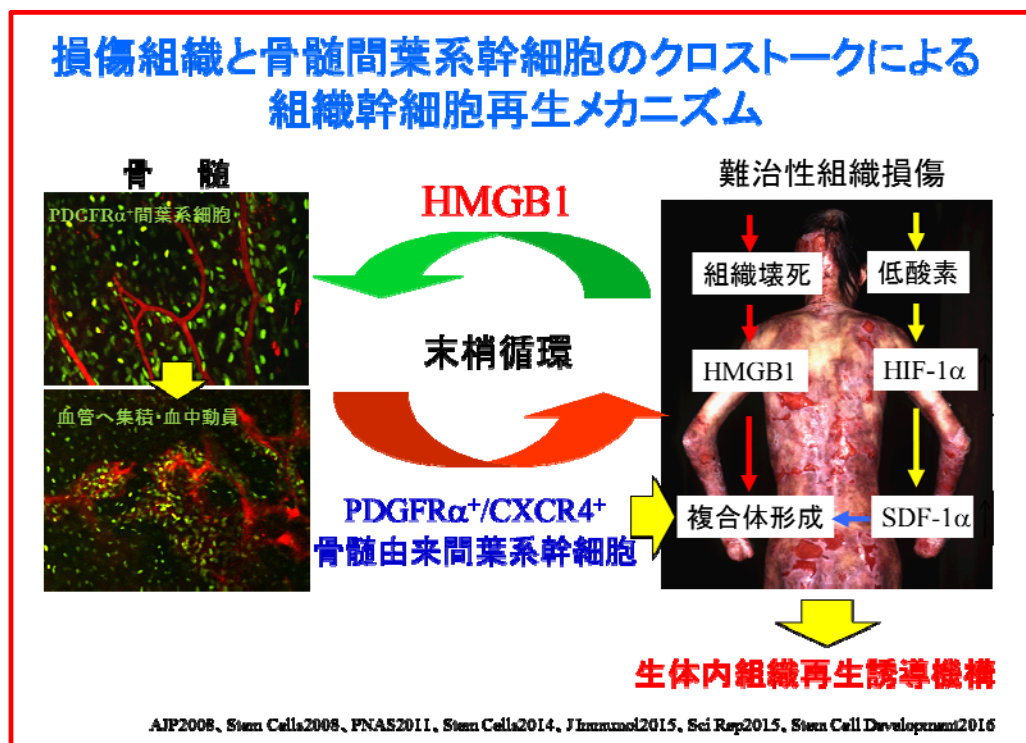 損傷組織と骨髄間葉系幹細胞のクロストークによる
組織幹細胞再生メカニズム
骨 髄
PDGFRα⁺間葉系細胞
血管へ集積・血中動員
HMGB1
末梢循環
PDGFRα⁺/CXCR4⁺
骨髄由来間葉系幹細胞
難治性組織損傷
組織壊死
低酸素
HMGB1
HIF-1α↑
複合体形成
SDF-1α↑
生体内組織再生誘導機構
AJP2008、Stem Cells2008、PNAS2011、Stem Cells2014、J Immunol2015、Sci Rep2015、Stem Cell Development2016